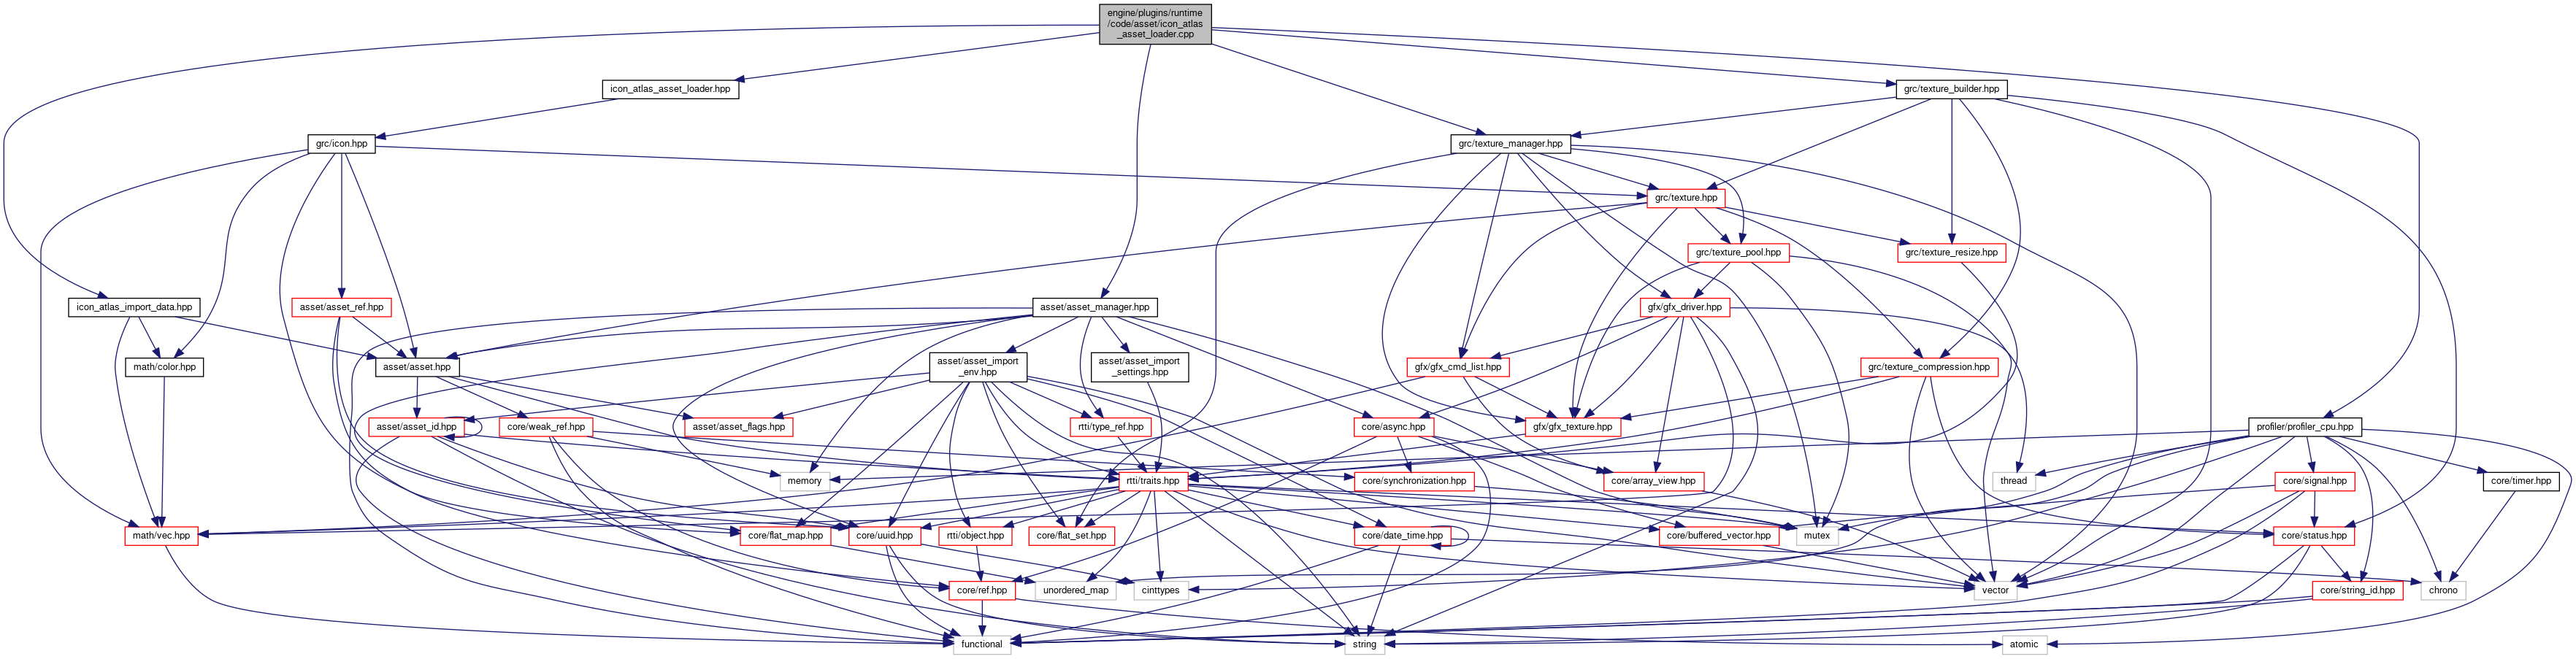 engine/plugins/runtime
/code/asset/icon_atlas
_asset_loader.cpp
icon_atlas_asset_loader.hpp
grc/texture_builder.hpp
grc/icon.hpp
grc/texture_manager.hpp
grc/texture.hpp
grc/texture_pool.hpp
grc/texture_resize.hpp
icon_atlas_import_data.hpp
asset/asset_ref.hpp
asset/asset_manager.hpp
gfx/gfx_driver.hpp
math/color.hpp
asset/asset.hpp
asset/asset_import
_env.hpp
asset/asset_import
_settings.hpp
gfx/gfx_cmd_list.hpp
grc/texture_compression.hpp
asset/asset_id.hpp
core/weak_ref.hpp
asset/asset_flags.hpp
rtti/type_ref.hpp
core/async.hpp
gfx/gfx_texture.hpp
profiler/profiler_cpu.hpp
memory
rtti/traits.hpp
core/synchronization.hpp
core/array_view.hpp
thread
core/signal.hpp
core/timer.hpp
math/vec.hpp
core/flat_map.hpp
core/uuid.hpp
rtti/object.hpp
core/flat_set.hpp
core/date_time.hpp
core/buffered_vector.hpp
mutex
core/status.hpp
core/ref.hpp
unordered_map
cinttypes
vector
core/string_id.hpp
chrono
functional
string
atomic